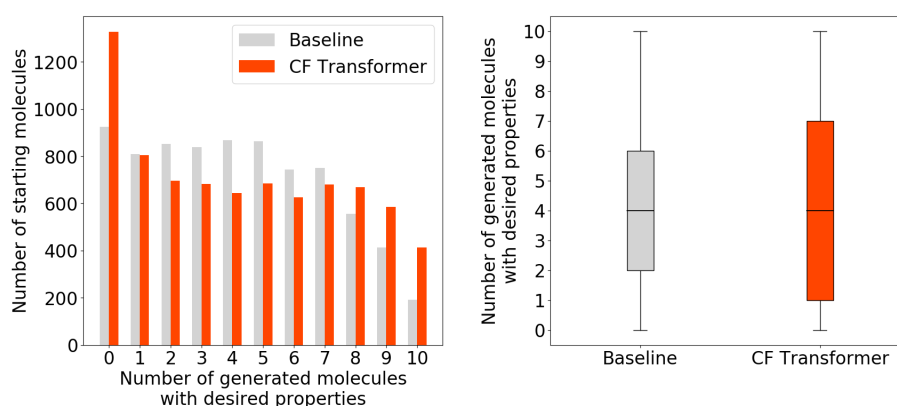 Number of starting molecules
1200
1000
800
600
400
200
0
Baseline
CF Transformer
0 1 2 3 4 5 6 7 8 9 10
Number of generated molecules
with desired properties
Number of generated molecules
with desired properties
10
9
8
7
6
5
4
3
2
1
0
Baseline CF Transformer